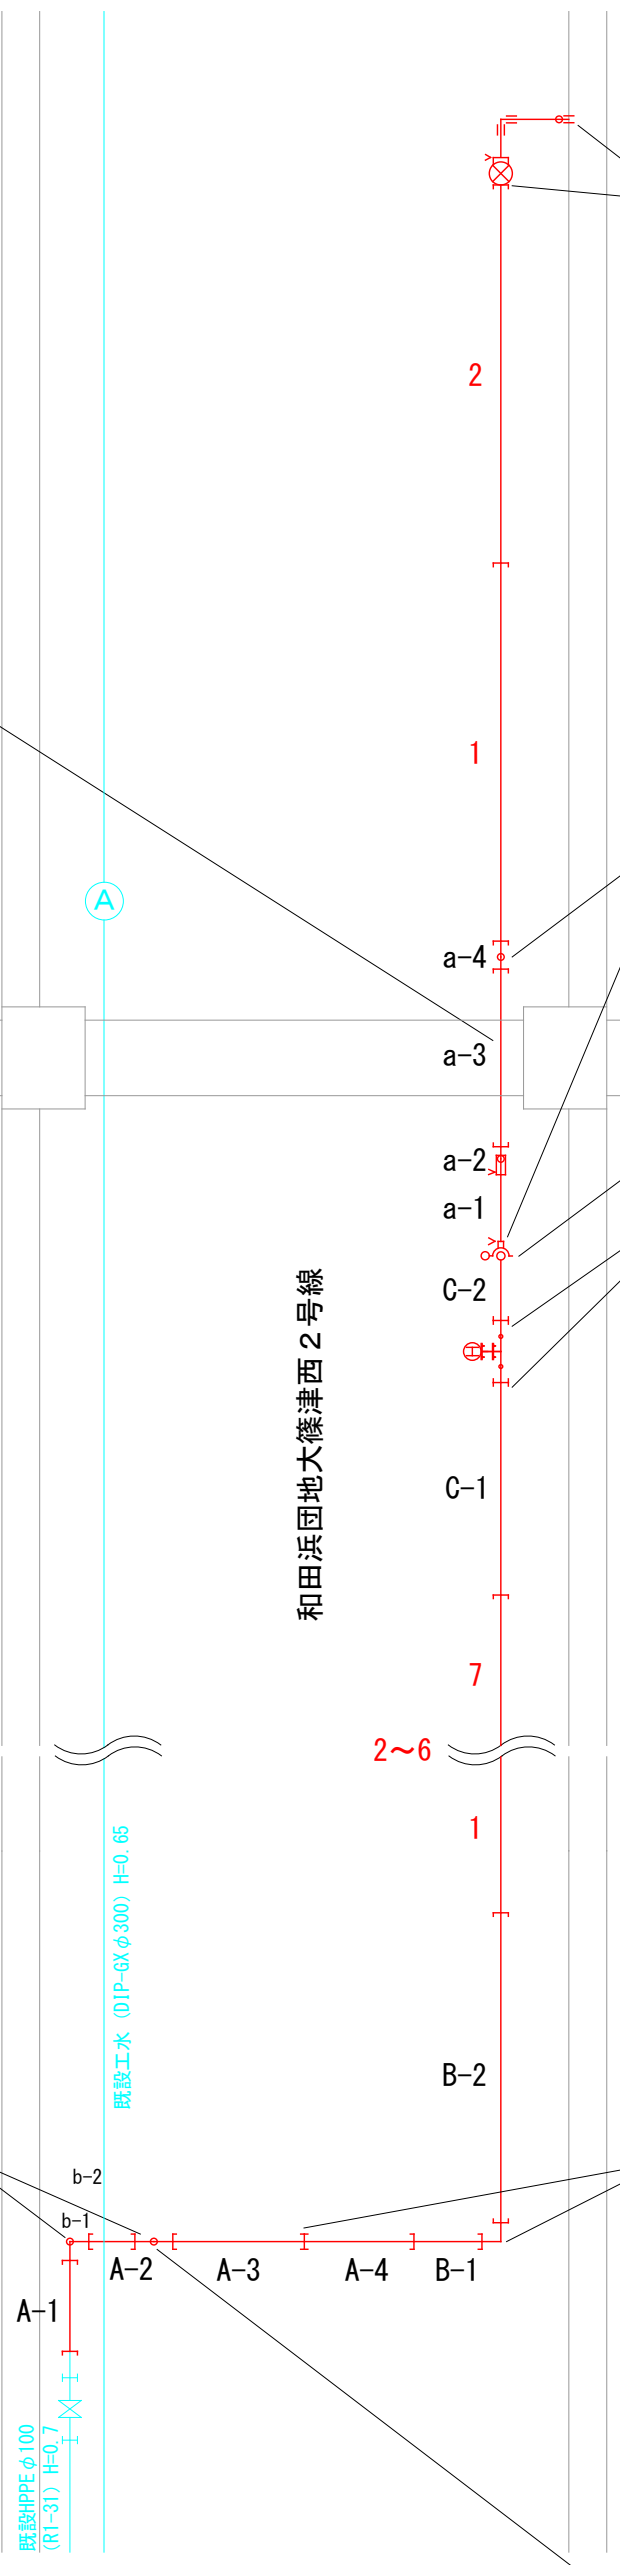 2
1
A
a-4
a-3
a-2
a-1
C-2
和田浜団地大篠津西２号線
C-1
7
2～6
1
既設工水 (DIP-GXφ300) H=0.65
B-2
b-2
b-1
A-2
A-3
A-4
B-1
A-1
既設HPPEφ100
(R1-31) H=0.7